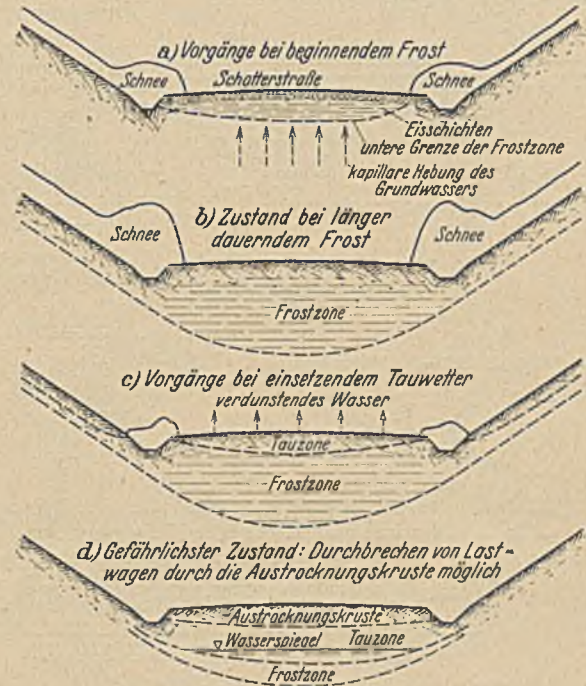 a) Vorgänge bei beginnendem Frost
Schnee
Schotterstraße
Schnee
Eisschichten
untere Grenze der Frostzone
kapillare Hebung des
Grundwassers
b) Zustand bei länger
dauerndem Frost
Schnee
Schnee
Frostzone
c) Vorgänge bei einsetzendem Tauwetter
verdunstendes Wasser
Tauzone
Frostzone
d) Gefährlichster Zustand: Durchbrechen von Last-
wagen durch die Austrocknungskruste möglich
Austrocknungskruste
Wasserspiegel Tauzone
Frostzone